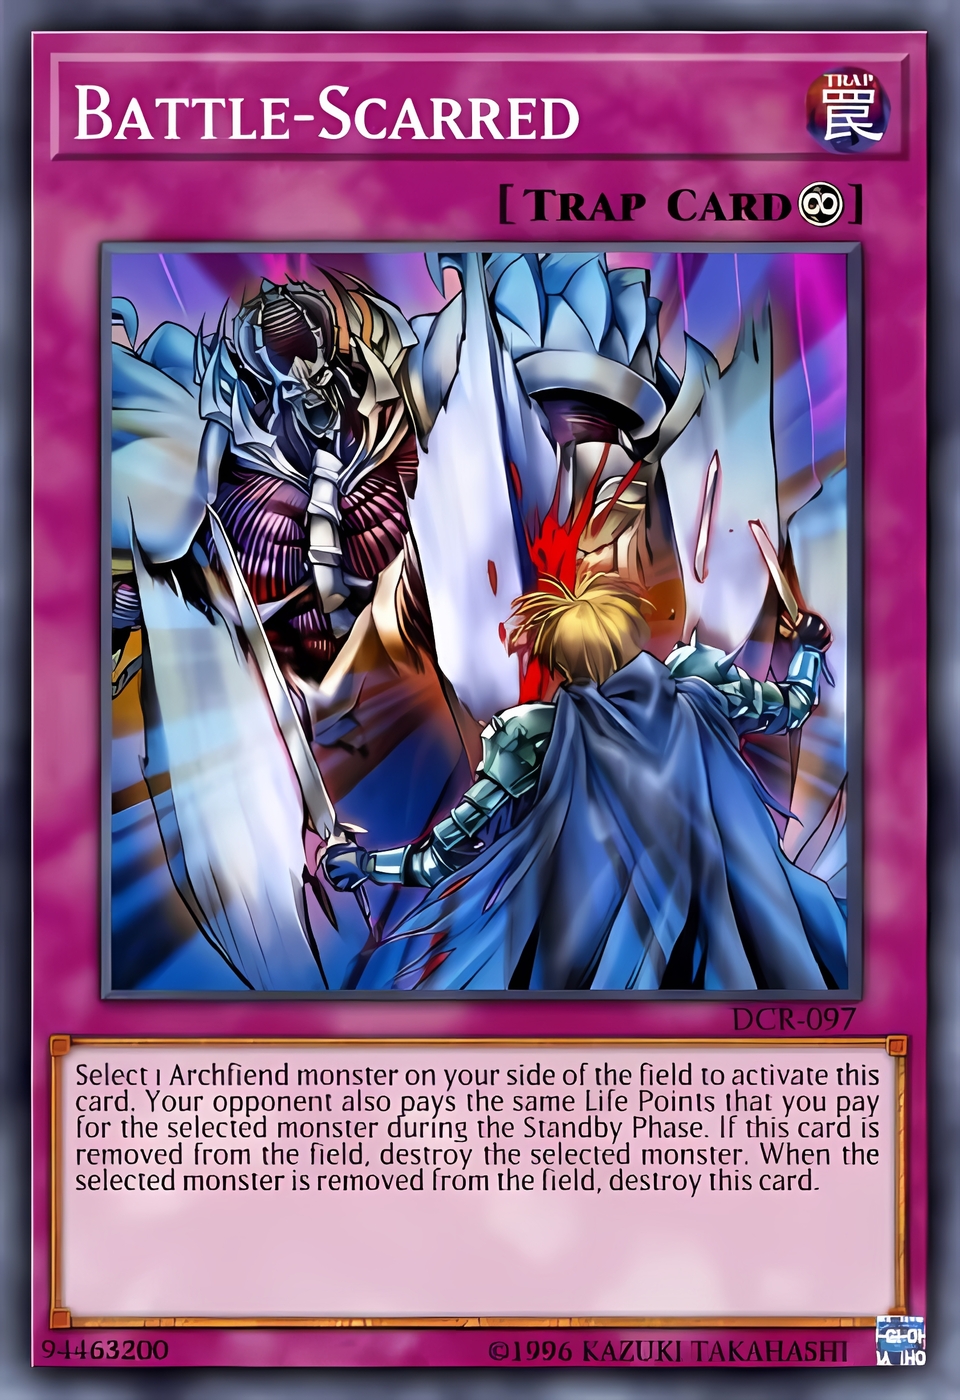 BATTLE-SCARRED
TRAP
罠
[TRAP CARD]
DCR-097
Select 1 Archfiend monster on your side of the field to activate this
card. Your opponent also pays the same Life Points that you pay
for the selected monster during the Standby Phase. If this card is
removed from the field, destroy the selected monster. When the
selected monster is removed from the field, destroy this card.
94463200
©1996 KAZUKI TAKAHASHI